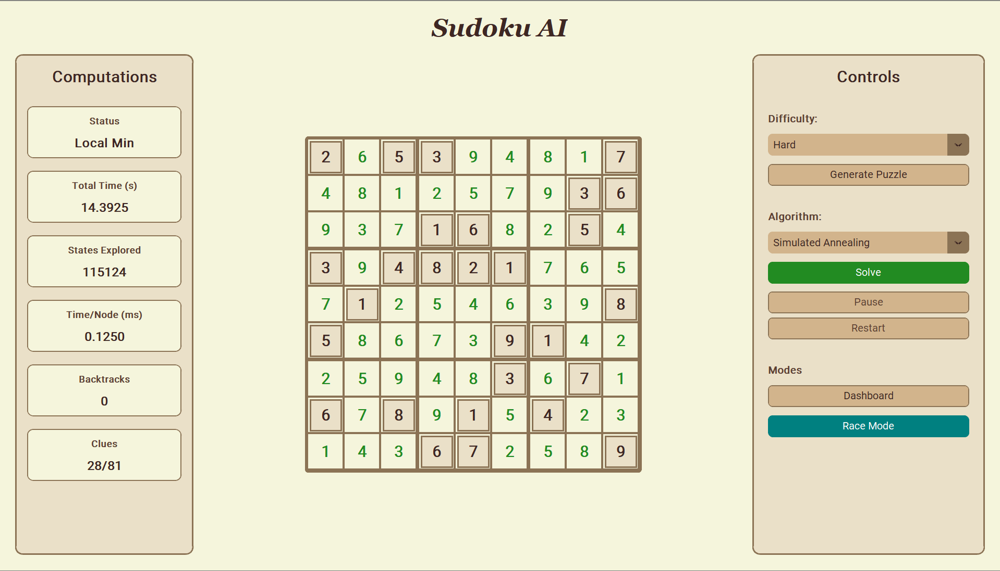 Sudoku AI
Computations
Status
Local Min
Total Time (s)
14.3925
States Explored
115124
Time/Node (ms)
0.1250
Backtracks
0
Clues
28/81
2 6 5 3 9 4 8 1 7
4 8 1 2 5 7 9 3 6
9 3 7 1 6 8 2 5 4
3 9 4 8 2 1 7 6 5
7 1 2 5 4 6 3 9 8
5 8 6 7 3 9 1 4 2
2 5 9 4 8 3 6 7 1
6 7 8 9 1 5 4 2 3
1 4 3 6 7 2 5 8 9
Controls
Difficulty:
Hard
Generate Puzzle
Algorithm:
Simulated Annealing
Solve
Pause
Restart
Modes
Dashboard
Race Mode